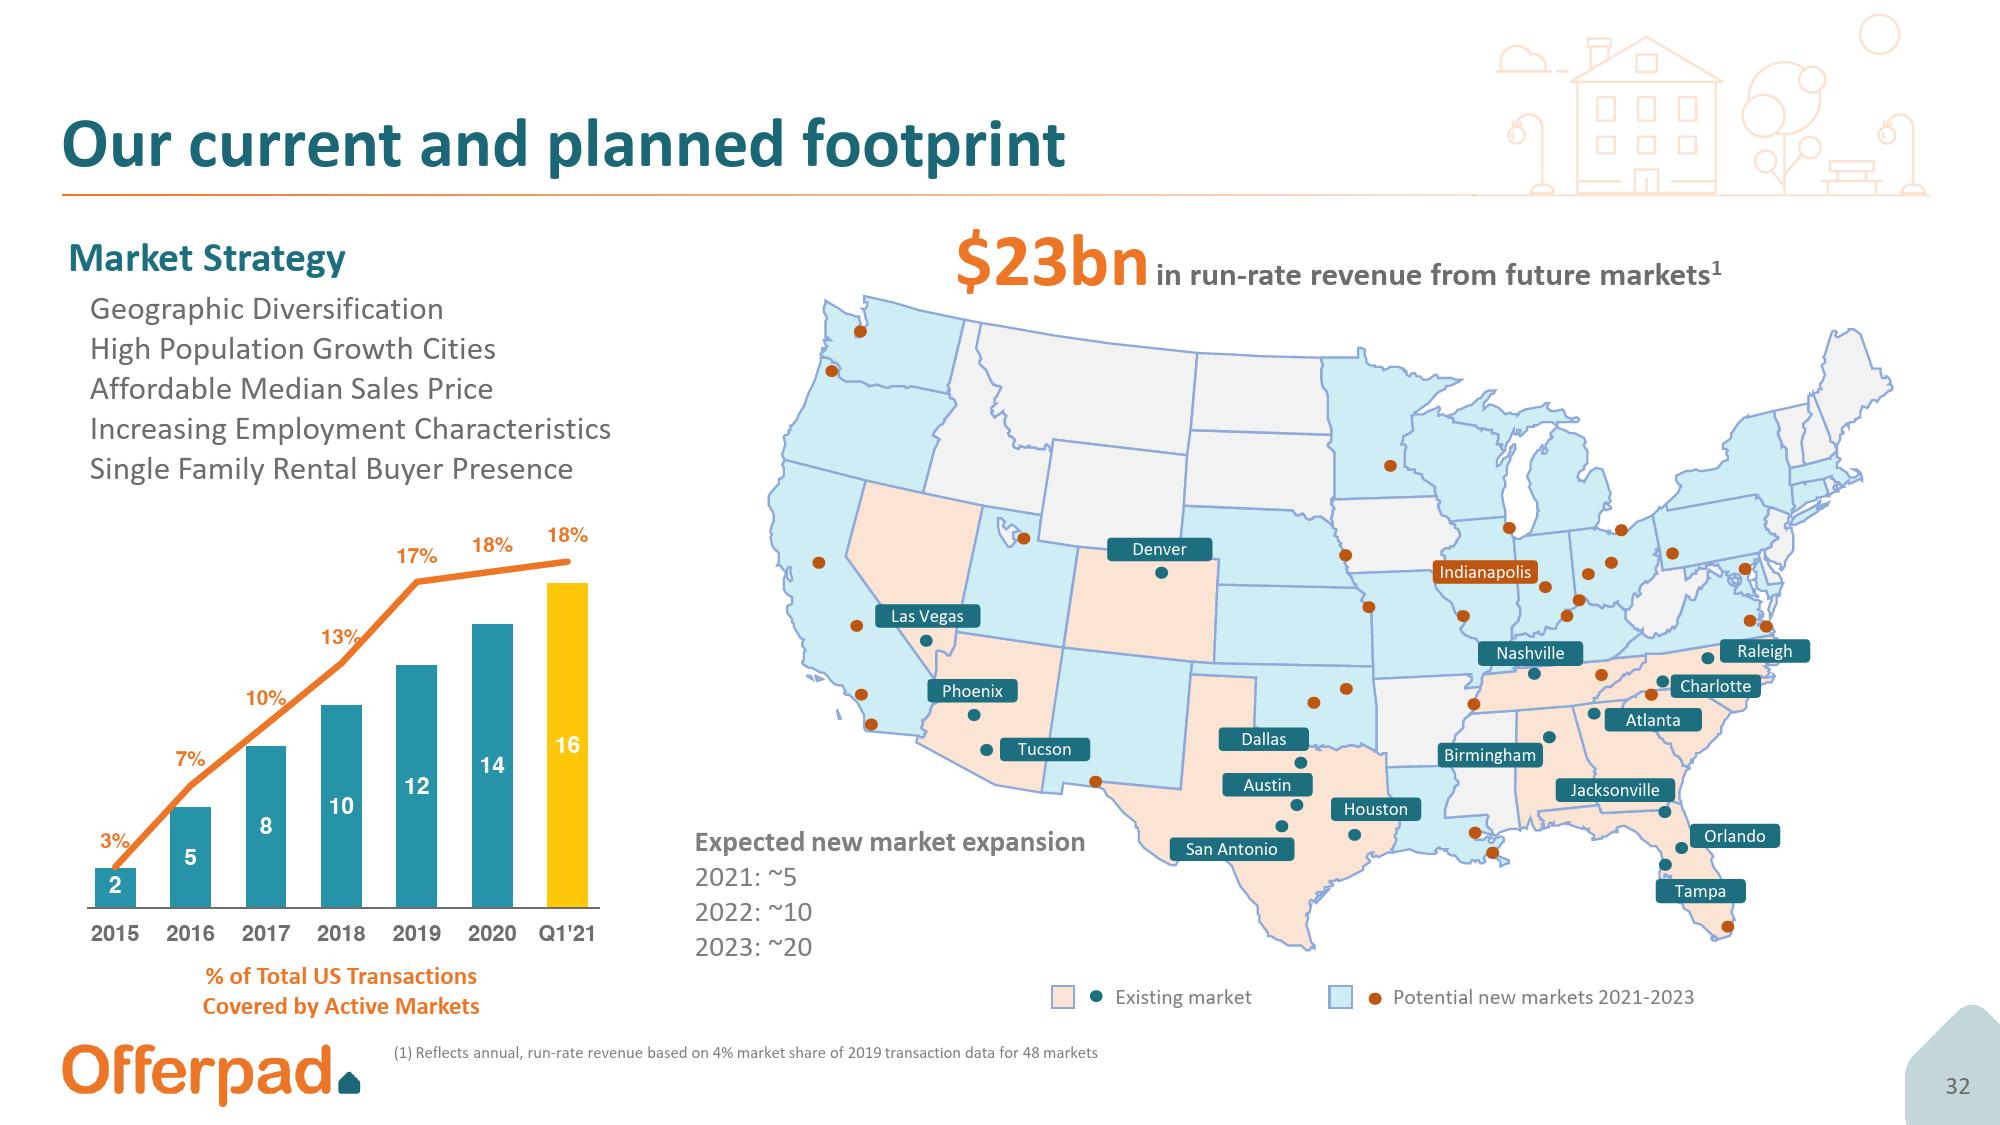 Our current and planned footprint
Market Strategy
Geographic Diversification
High Population Growth Cities
Affordable Median Sales Price
Increasing Employment Characteristics
Single Family Rental Buyer Presence
3%
7%
10%
13%
17%
18%
18%
2
5
8
10
12
14
16
2015 2016 2017 2018 2019 2020 Q1'21
% of Total US Transactions
Covered by Active Markets
$23bn in run-rate revenue from future markets1
Denver
Indianapolis
Las Vegas
Nashville
Raleigh
Phoenix
Charlotte
Atlanta
Tucson
Dallas
Birmingham
Austin
Jacksonville
Houston
Orlando
San Antonio
Tampa
Expected new market expansion
2021: ~5
2022: ~10
2023: ~20
Existing market
Potential new markets 2021-2023
Offerpad
(1) Reflects annual, run-rate revenue based on 4% market share of 2019 transaction data for 48 markets
32